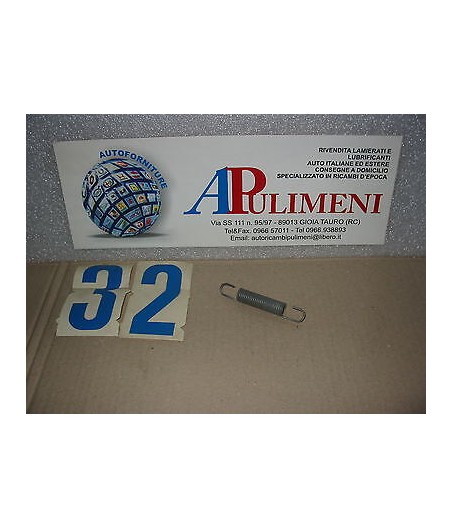 AUTOFORNITURE
APULIMENI
RIVENDITA LAMIERATI E
LUBRIFICANTI
AUTO ITALIANE ED ESTERE
CONSEGNE A DOMICILIO
SPECIALIZZATO IN RICAMBI D'EPOCA
Via SS 111 n. 95/97 - 89013 GIOIA TAURO (RC)
Tel&Fax. 0966 57011 - Tel 0966.938893
Email: autoricambipulimeni@libero.it
32